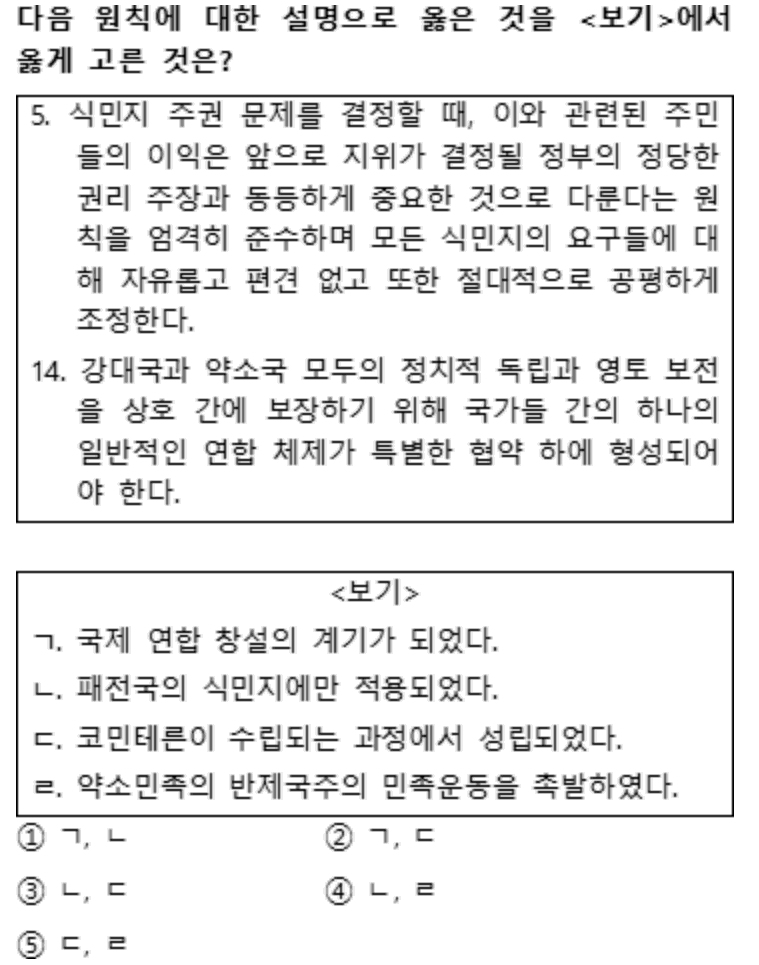 다음 원칙에 대한 설명으로 옳은 것을 <보기>에서
옳게 고른 것은?
5. 식민지 주권 문제를 결정할 때, 이와 관련된 주민
들의 이익은 앞으로 지위가 결정될 정부의 정당한
권리 주장과 동등하게 중요한 것으로 다룬다는 원
칙을 엄격히 준수하며 모든 식민지의 요구들에 대
해 자유롭고 편견 없고 또한 절대적으로 공평하게
조정한다.
14. 강대국과 약소국 모두의 정치적 독립과 영토 보전
을 상호 간에 보장하기 위해 국가들 간의 하나의
일반적인 연합 체제가 특별한 협약 하에 형성되어
야 한다.
<보기>
ㄱ. 국제 연합 창설의 계기가 되었다.
ㄴ. 패전국의 식민지에만 적용되었다.
ㄷ. 코민테른이 수립되는 과정에서 성립되었다.
ㄹ. 약소민족의 반제국주의 민족운동을 촉발하였다.
① ㄱ, ㄴ ② ㄱ, ㄷ
③ ㄴ, ㄷ ④ ㄴ, ㄹ
⑤ ㄷ, ㄹ